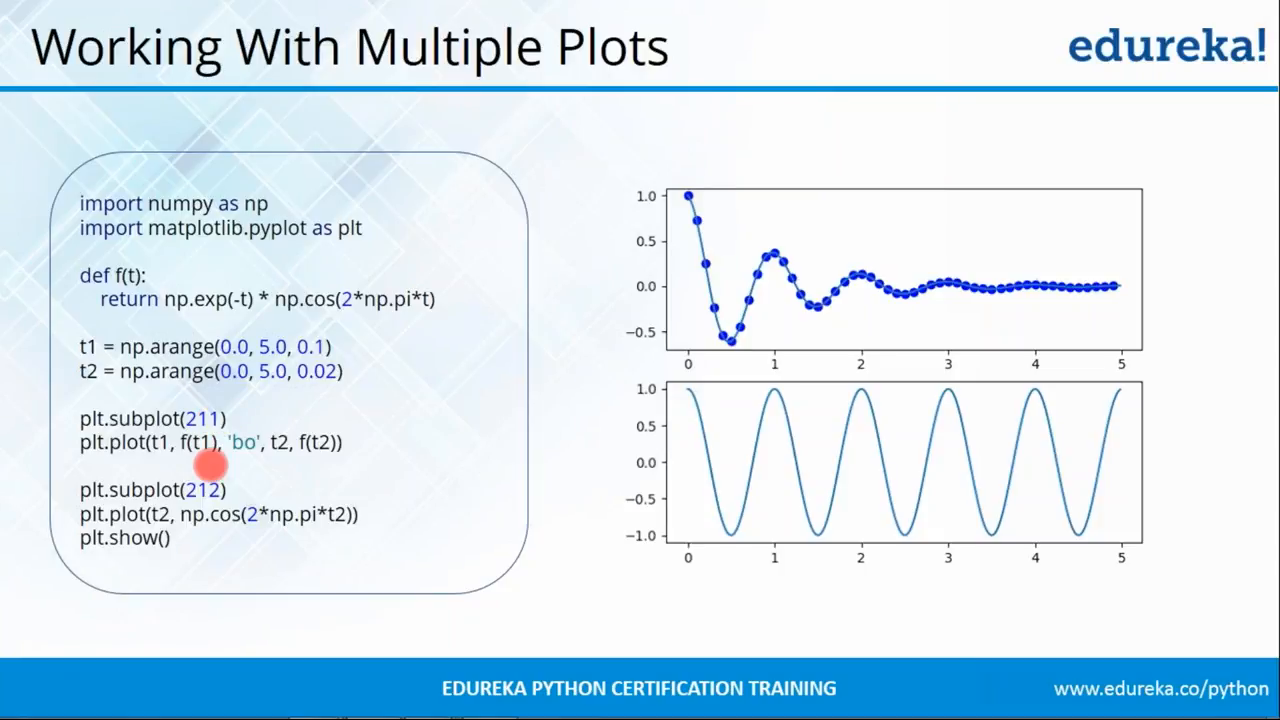 Working With Multiple Plots
edureka!
import numpy as np
import matplotlib.pyplot as plt
def f(t):
return np.exp(-t) * np.cos(2*np.pi*t)
t1 = np.arange(0.0, 5.0, 0.1)
t2 = np.arange(0.0, 5.0, 0.02)
plt.subplot(211)
plt.plot(t1, f(t1), 'bo', t2, f(t2))
plt.subplot(212)
plt.plot(t2, np.cos(2*np.pi*t2))
plt.show()
1.0
0.5
0.0
−0.5
0 1 2 3 4 5
1.0
0.5
0.0
−0.5
−1.0
0 1 2 3 4 5
EDUREKA PYTHON CERTIFICATION TRAINING
www.edureka.co/python